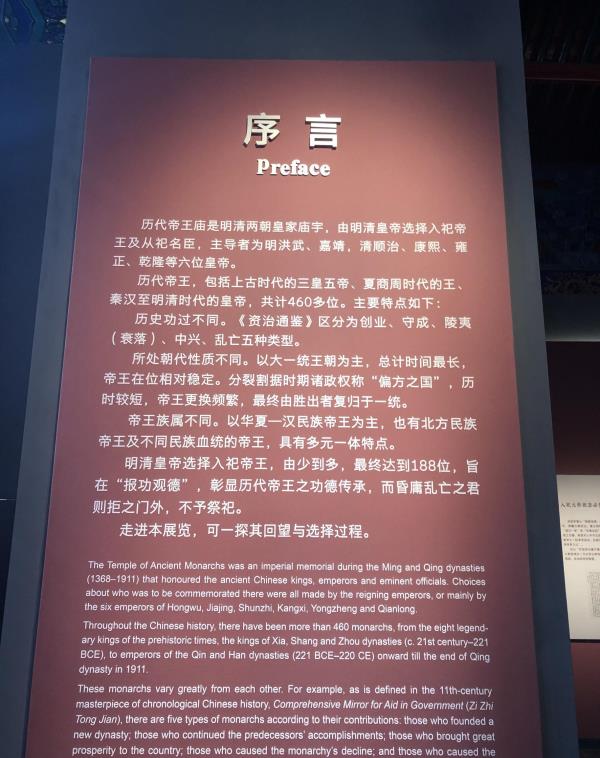 序言
Preface
历代帝王庙是明清两朝皇家庙宇，由明清皇帝选择入祀帝
王及从祀名臣，主导者为明洪武、嘉靖，清顺治、康熙、雍
正、乾隆等六位皇帝。
历代帝王，包括上古时代的三皇五帝、夏商周时代的王、
秦汉至明清时代的皇帝，共计460多位。主要特点如下：
历史功过不同。《资治通鉴》区分为创业、守成、陵夷
（衰落）、中兴、乱亡五种类型。
所处朝代性质不同。以大一统王朝为主，总计时间最长，
帝王在位相对稳定。分裂割据时期诸政权称“偏方之国”，历
时较短，帝王更换频繁，最终由胜出者复归于一统。
帝王族属不同。以华夏—汉民族帝王为主，也有北方民族
帝王及不同民族血统的帝王，具有多元一体特点。
明清皇帝选择入祀帝王，由少到多，最终达到188位，旨
在“报功观德”，彰显历代帝王之功德传承，而昏庸乱亡之君
则拒之门外，不予祭祀。
走进本展览，可一探其回望与选择过程。
The Temple of Ancient Monarchs was an imperial memorial during the Ming and Qing dynasties
(1368–1911) that honoured the ancient Chinese kings, emperors and eminent officials. Choices
about who was to be commemorated there were all made by the reigning emperors, or mainly by
the six emperors of Hongwu, Jiajing, Shunzhi, Kangxi, Yongzheng and Qianlong.
Throughout the Chinese history, there have been more than 460 monarchs, from the eight legend-
ary kings of the prehistoric times, the kings of Xia, Shang and Zhou dynasties (c. 21st century–221
BCE), to emperors of the Qin and Han dynasties (221 BCE–220 CE) onward till the end of Qing
dynasty in 1911.
These monarchs vary greatly from each other. For example, as is defined in the 11th-century
masterpiece of chronological Chinese history, Comprehensive Mirror for Aid in Government (Zi Zhi
Tong Jian), there are five types of monarchs according to their contributions: those who founded a
new dynasty; those who continued the predecessors' accomplishments; those who brought great
prosperity to the country; those who caused the monarchy's decline; and those who caused the